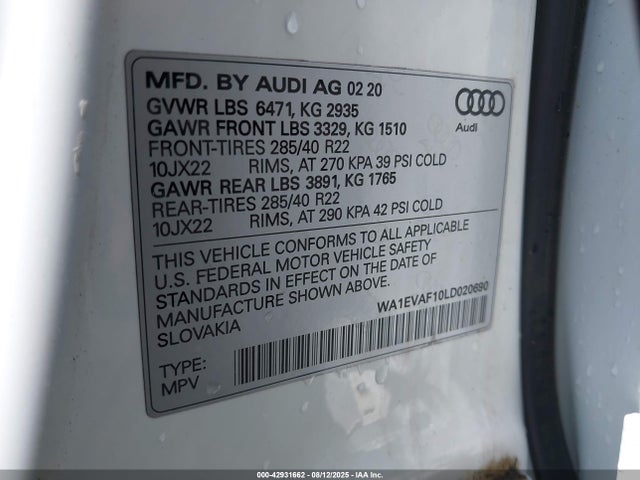 MFD. BY AUDI AG 02 20
GVWR LBS 6471, KG 2935
GAWR FRONT LBS 3329, KG 1510
FRONT-TIRES 285/40 R22
10JX22 RIMS, AT 270 KPA 39 PSI COLD
GAWR REAR LBS 3891, KG 1765
REAR-TIRES 285/40 R22
10JX22 RIMS, AT 290 KPA 42 PSI COLD
Audi
THIS VEHICLE CONFORMS TO ALL APPLICABLE
U.S. FEDERAL MOTOR VEHICLE SAFETY
STANDARDS IN EFFECT ON THE DATE OF
MANUFACTURE SHOWN ABOVE.
SLOVAKIA
WA1EVAF10LD020690
TYPE:
MPV
000-42931662 - 08/12/2025 - IAA Inc.